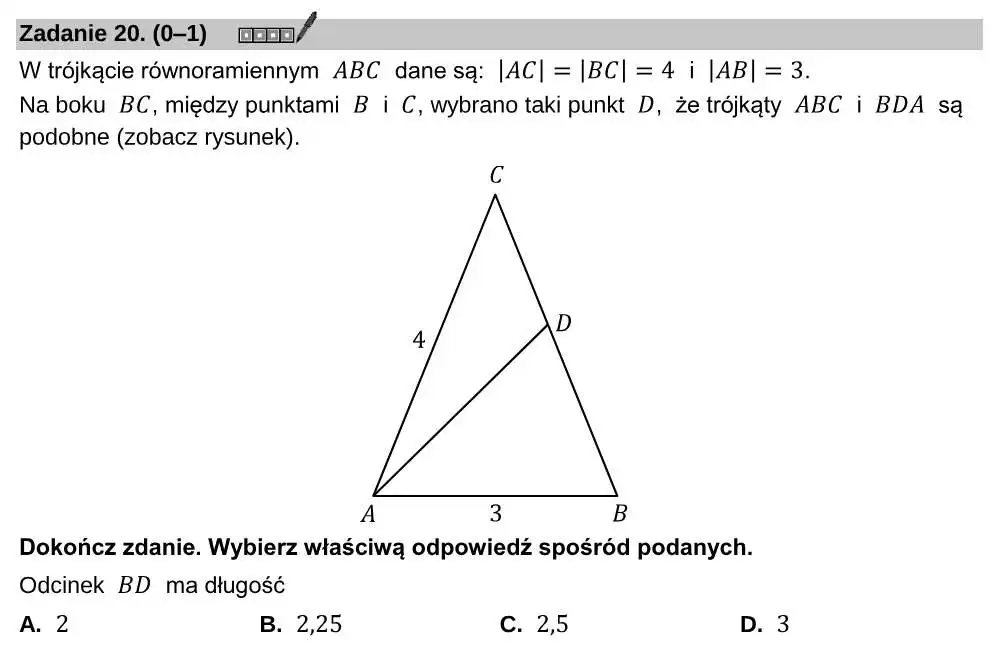 Zadanie 20. (0–1)
W trójkącie równoramiennym ABC dane są: |AC| = |BC| = 4 i |AB| = 3.
Na boku BC, między punktami B i C, wybrano taki punkt D, że trójkąty ABC i BDA są
podobne (zobacz rysunek).
C
D
4
A
3
B
Dokończ zdanie. Wybierz właściwą odpowiedź spośród podanych.
Odcinek BD ma długość
A. 2 B. 2,25 C. 2,5 D. 3